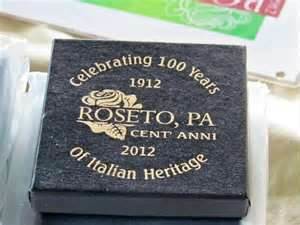 Celebrating 100 Years
1912
ROSETO, PA
CENT' ANNI
2012
Of Italian Heritage